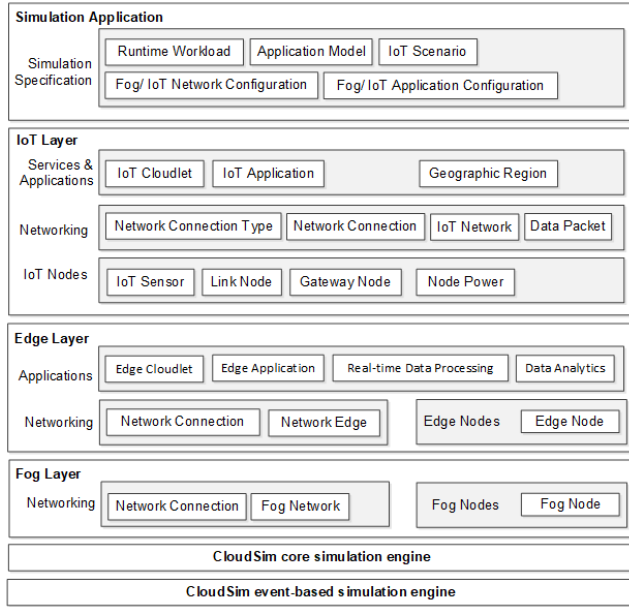 Simulation Application
Simulation
Specification
Runtime Workload
Application Model
IoT Scenario
Fog/ IoT Network Configuration
Fog/ IoT Application Configuration
IoT Layer
Services &
Applications
IoT Cloudlet
IoT Application
Geographic Region
Networking
Network Connection Type
Network Connection
IoT Network
Data Packet
IoT Nodes
IoT Sensor
Link Node
Gateway Node
Node Power
Edge Layer
Applications
Edge Cloudlet
Edge Application
Real-time Data Processing
Data Analytics
Networking
Network Connection
Network Edge
Edge Nodes
Edge Node
Fog Layer
Networking
Network Connection
Fog Network
Fog Nodes
Fog Node
CloudSim core simulation engine
CloudSim event-based simulation engine